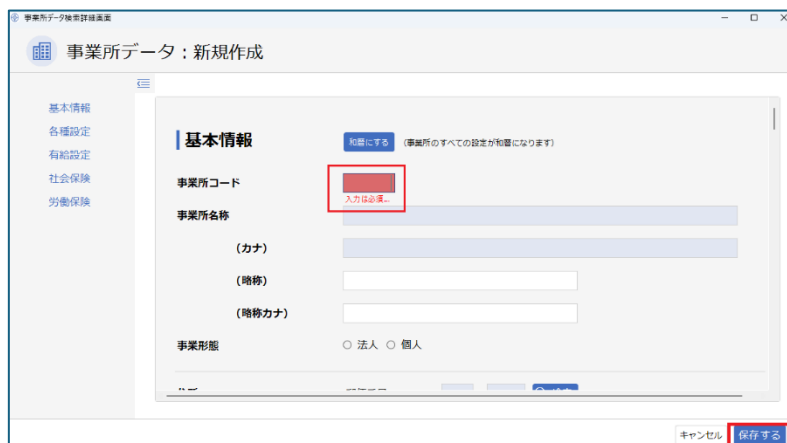 事業所データ検索詳細画面
事業所データ：新規作成
基本情報
各種設定
有給設定
社会保険
労働保険
基本情報
和暦にする （事業所のすべての設定が和暦になります）
事業所コード
入力は必須...
事業所名称
（カナ）
（略称）
（略称カナ）
事業形態 法人 個人
キャンセル 保存する